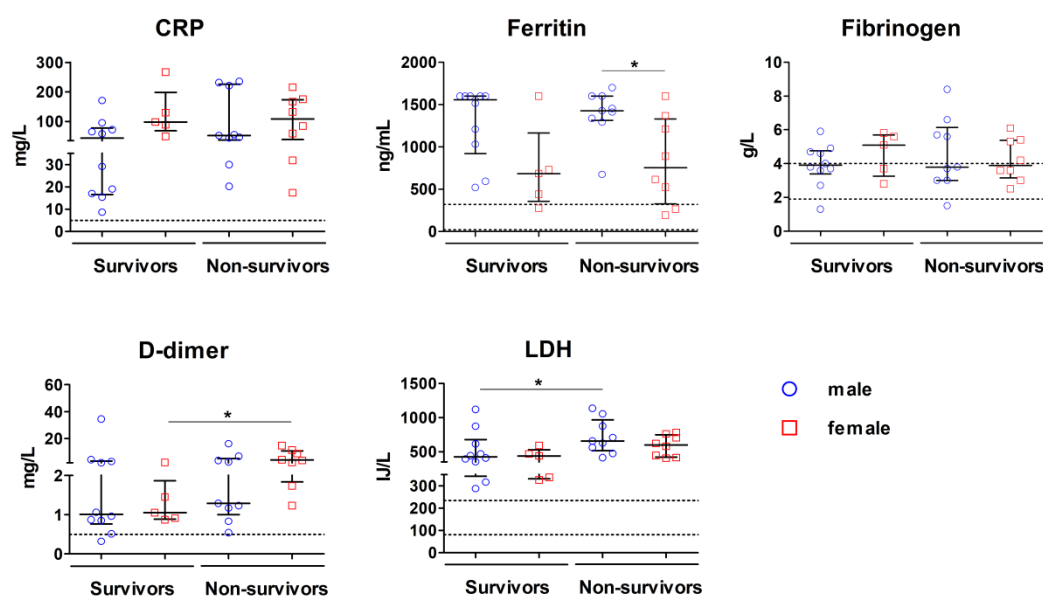 CRP
mg/L
300
200
100
30
20
10
0
Survivors Non-survivors
Ferritin
*
ng/mL
2000
1500
1000
500
0
Survivors Non-survivors
Fibrinogen
g/L
10
8
6
4
2
0
Survivors Non-survivors
D-dimer
*
mg/L
60
40
20
2
1
0
Survivors Non-survivors
LDH
*
IJ/L
1500
1000
500
300
200
100
0
Survivors Non-survivors
male
female